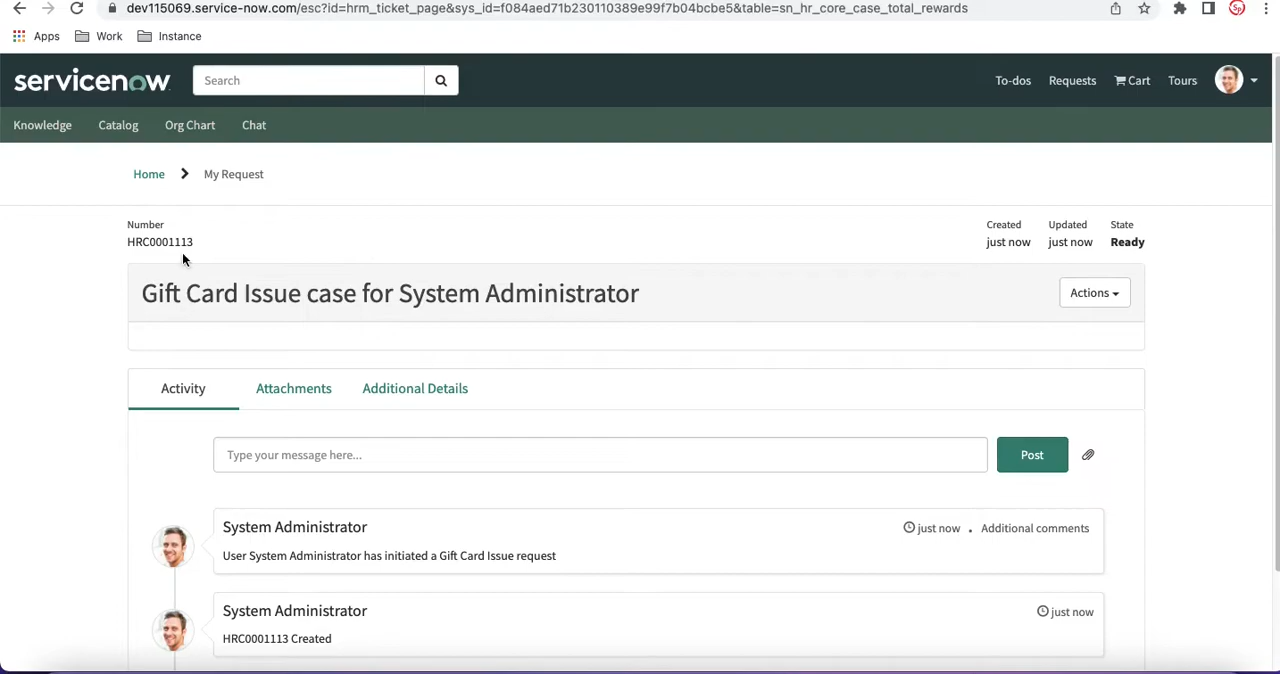 dev115069.service-now.com/esc?id=hrm_ticket_page&sys_id=f084aed71b230110389e99f7b04bcbe5&table=sn_hr_core_case_total_rewards
Apps Work Instance
servicenow Search To-dos Requests Cart Tours
Knowledge Catalog Org Chart Chat
Home My Request
Number Created Updated State
HRC0001113 just now just now Ready
Gift Card Issue case for System Administrator Actions
Activity Attachments Additional Details
Type your message here... Post
System Administrator just now . Additional comments
User System Administrator has initiated a Gift Card Issue request
System Administrator just now
HRC0001113 Created